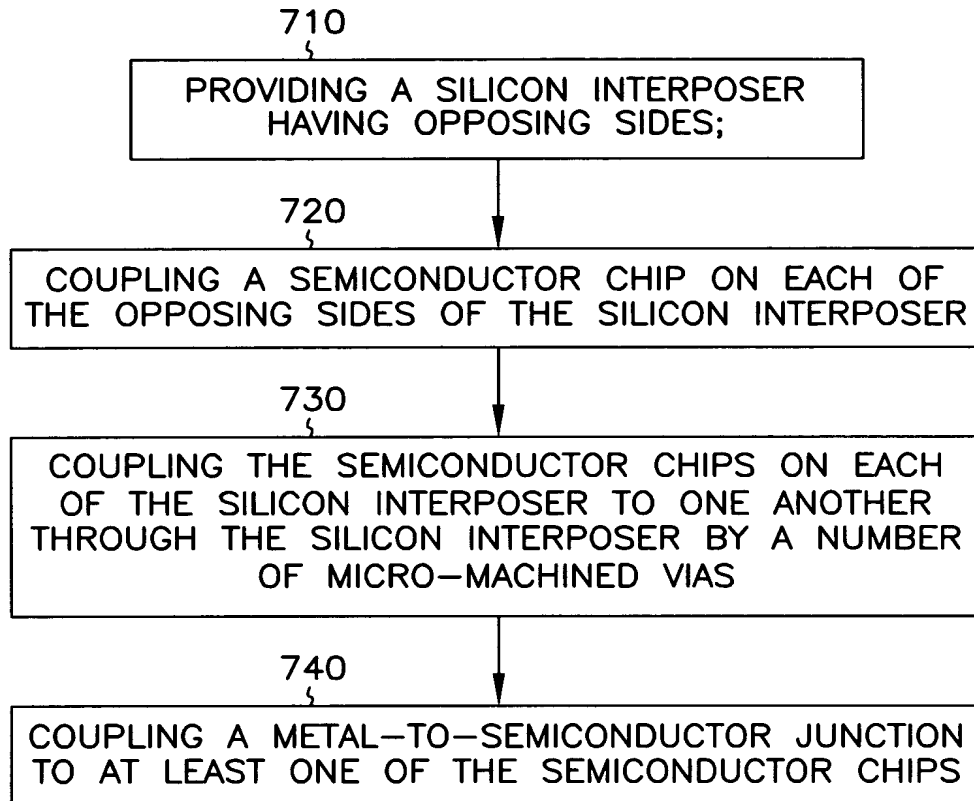 710
PROVIDING A SILICON INTERPOSER
HAVING OPPOSING SIDES;
720
COUPLING A SEMICONDUCTOR CHIP ON EACH OF
THE OPPOSING SIDES OF THE SILICON INTERPOSER
730
COUPLING THE SEMICONDUCTOR CHIPS ON EACH
OF THE SILICON INTERPOSER TO ONE ANOTHER
THROUGH THE SILICON INTERPOSER BY A NUMBER
OF MICRO-MACHINED VIAS
740
COUPLING A METAL-TO-SEMICONDUCTOR JUNCTION
TO AT LEAST ONE OF THE SEMICONDUCTOR CHIPS